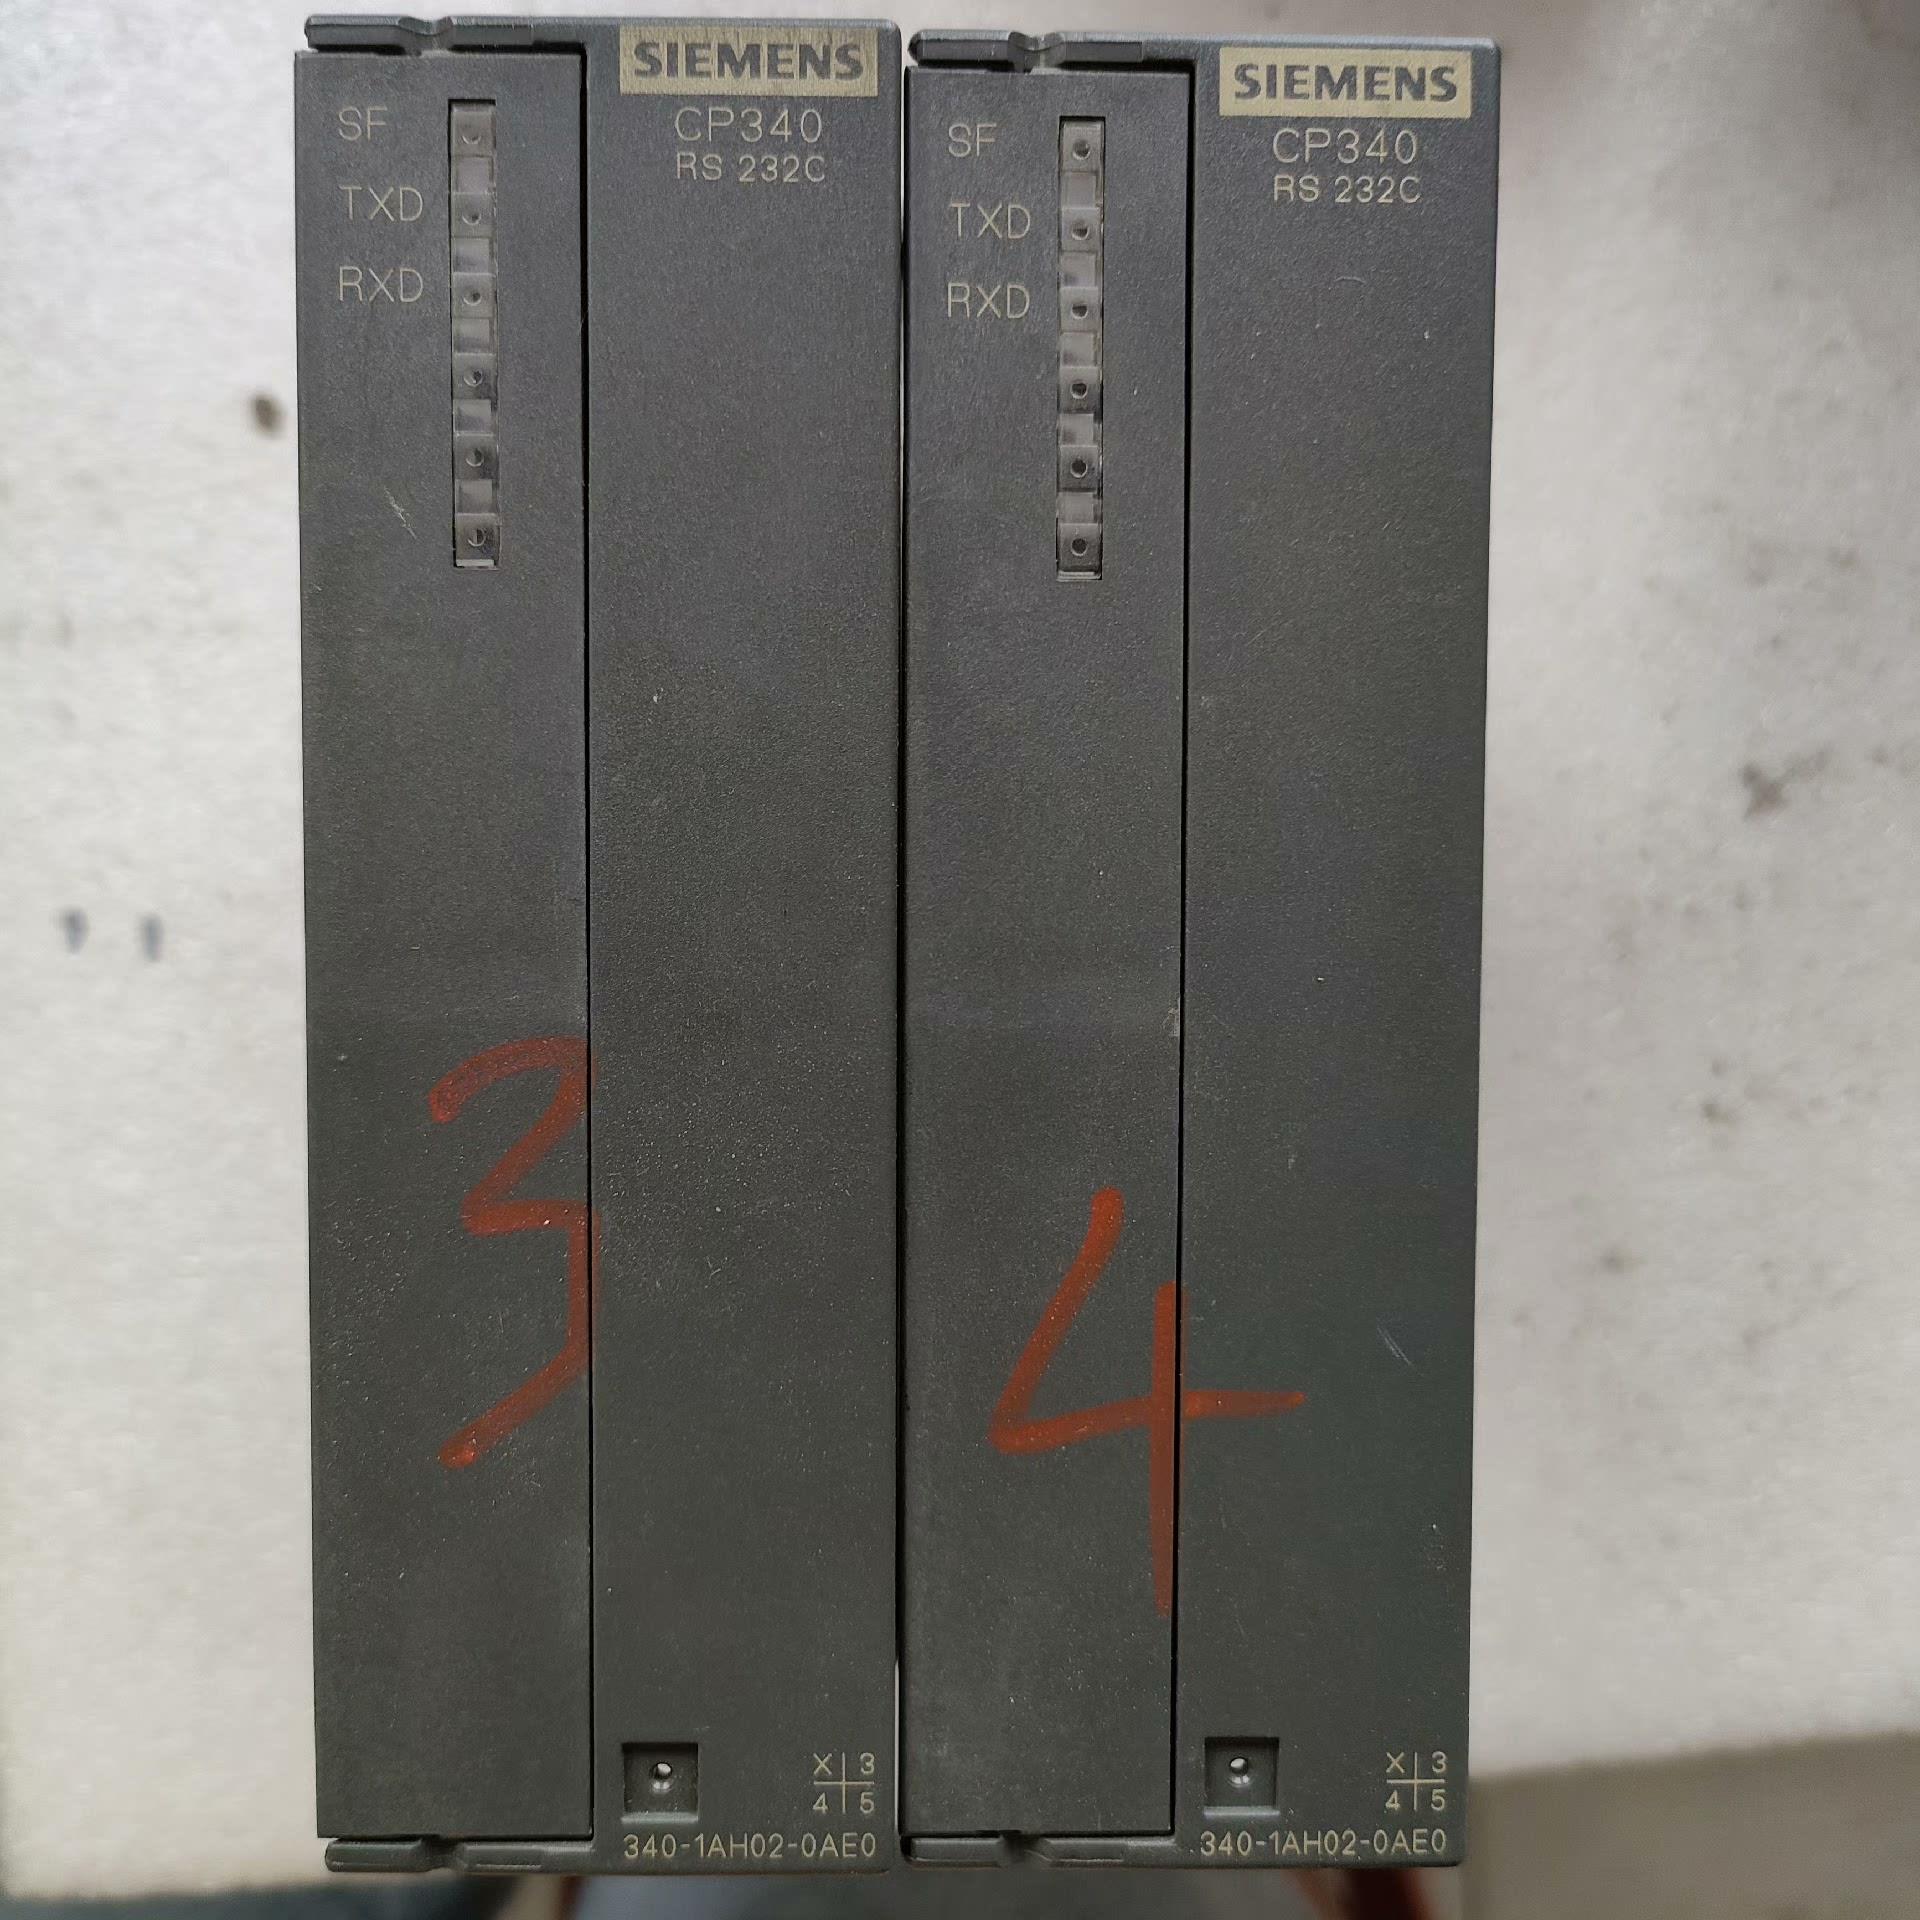 SIEMENS
CP340
RS 232C
SF
TXD
RXD
3
X 3
4 5
340-1AH02-0AE0
SIEMENS
CP340
RS 232C
SF
TXD
RXD
4
X 3
4 5
340-1AH02-0AE0